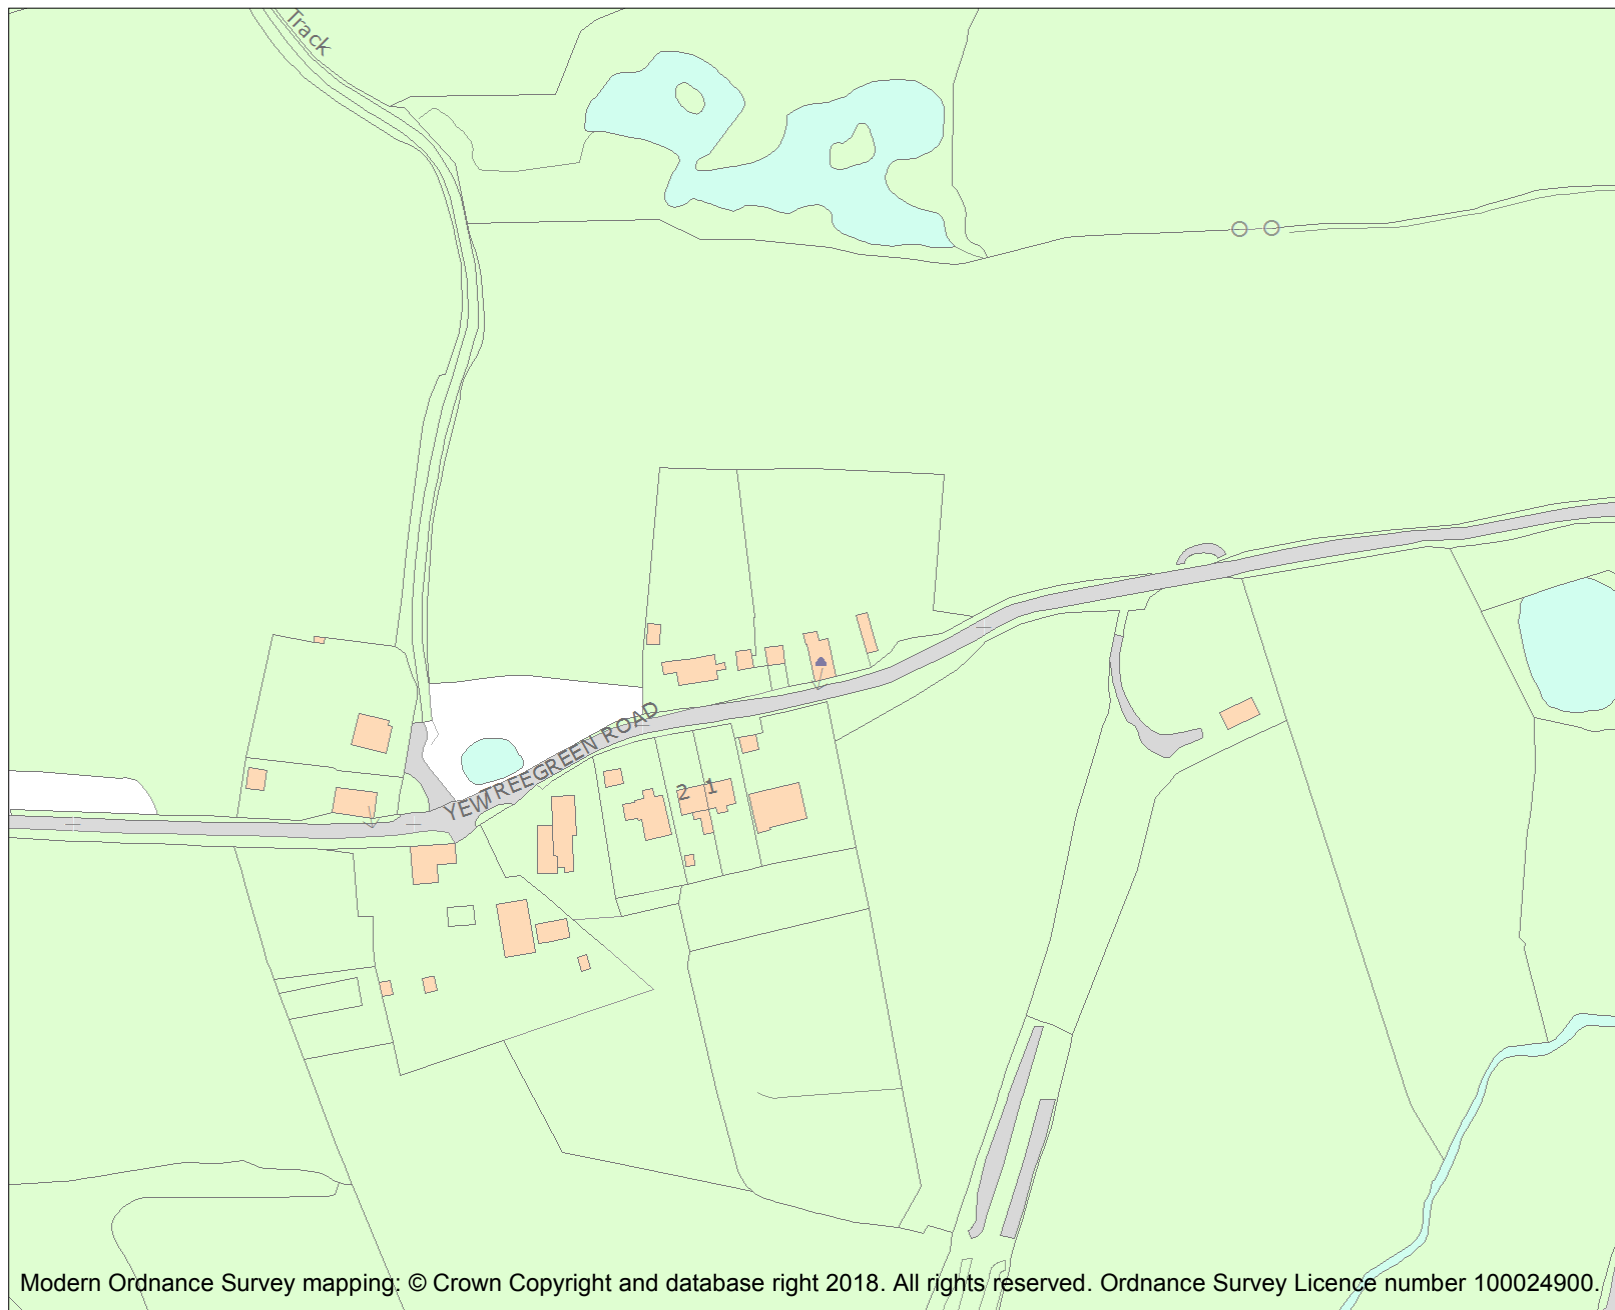 Track
YEWTREEGREEN ROAD
2 1
Modern Ordnance Survey mapping: © Crown Copyright and database right 2018. All rights reserved. Ordnance Survey Licence number 100024900.